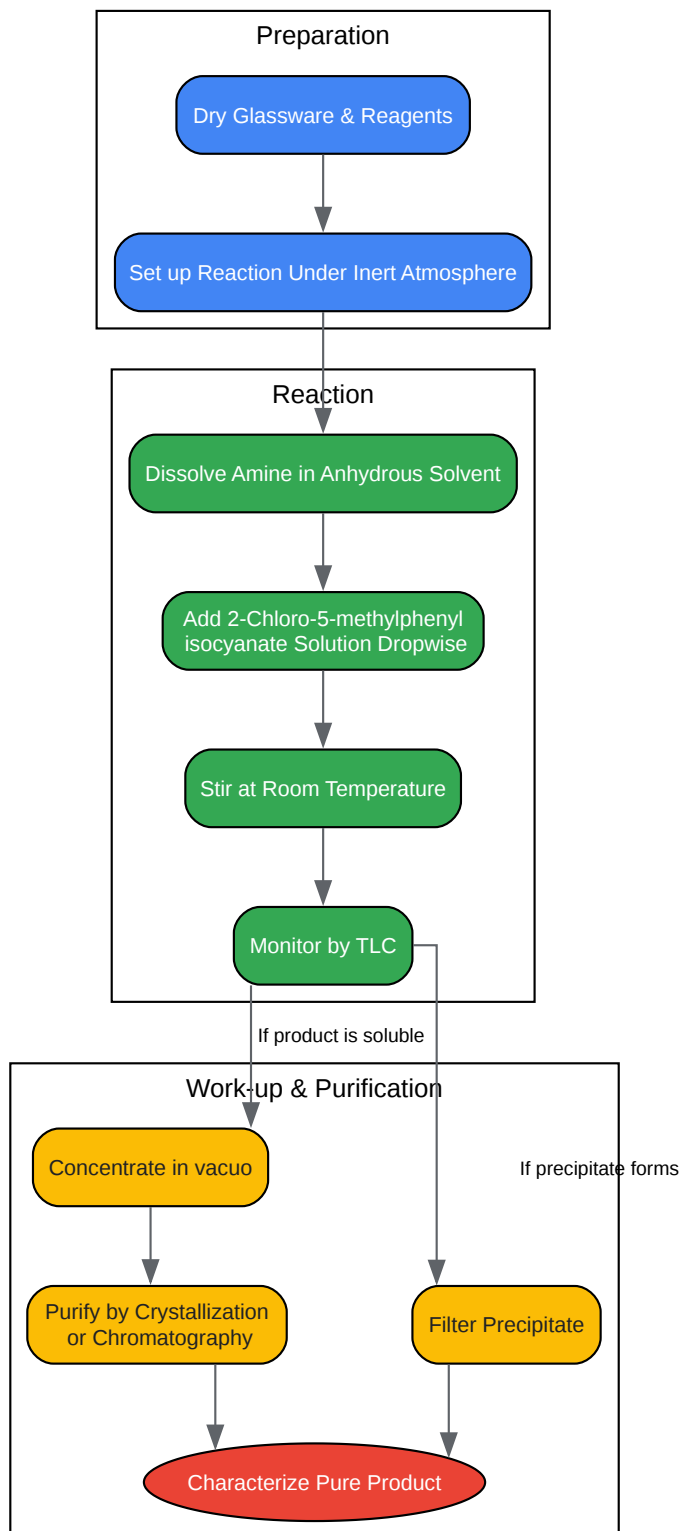 Preparation
Dry Glassware & Reagents
Set up Reaction Under Inert Atmosphere
Reaction
Dissolve Amine in Anhydrous Solvent
Add 2-Chloro-5-methylphenyl
isocyanate Solution Dropwise
Stir at Room Temperature
Monitor by TLC
If product is soluble
Work-up & Purification
Concentrate in vacuo
If precipitate forms
Purify by Crystallization
or Chromatography
Filter Precipitate
Characterize Pure Product